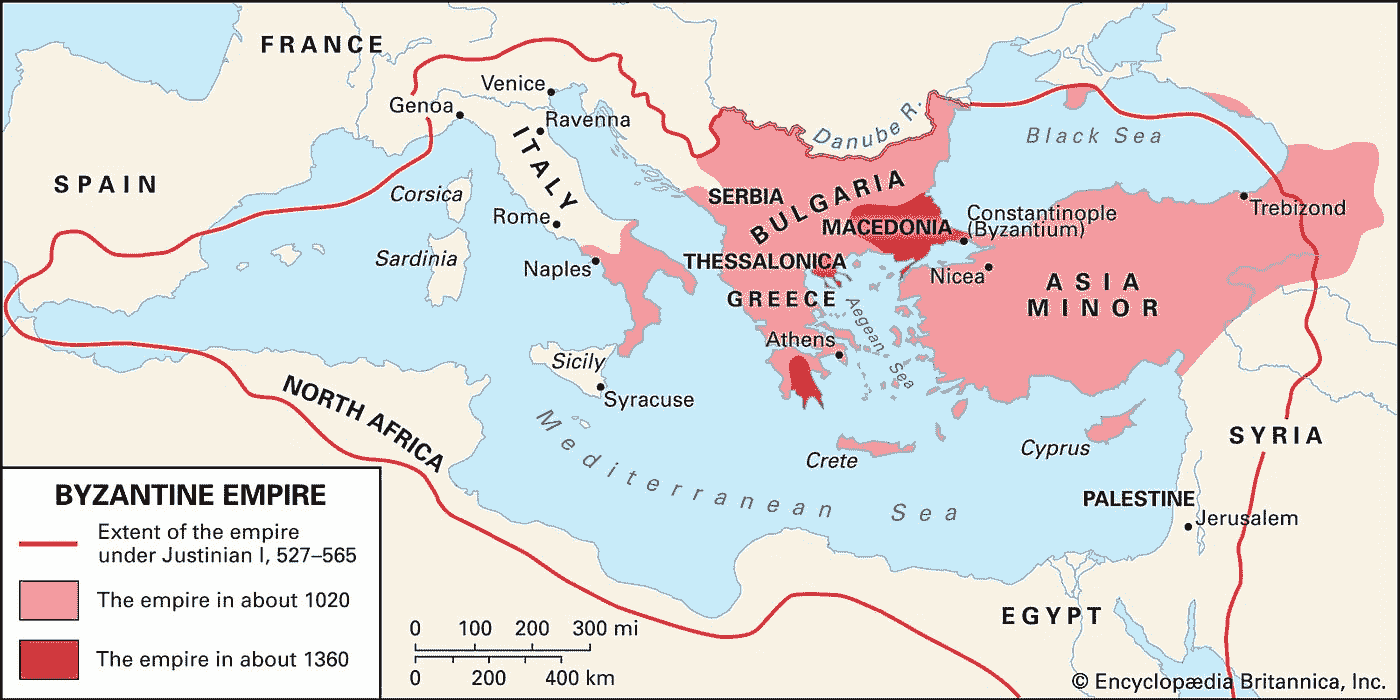 FRANCE
Venice
Genoa
Ravenna
Danube R.
Black Sea
SPAIN
ITALY
Corsica
SERBIA
BULGARIA
Rome
MACEDONIA
Constantinople
(Byzantium)
Trebizond
Sardinia
Naples
THESSALONICA
Nicea
ASIA
MINOR
GREECE
Aegean Sea
Athens
Sicily
Syracuse
NORTH AFRICA
Mediterranean Sea
Crete
Cyprus
SYRIA
PALESTINE
Jerusalem
EGYPT
BYZANTINE EMPIRE
Extent of the empire
under Justinian I, 527–565
The empire in about 1020
The empire in about 1360
0 100 200 300 mi
0 200 400 km
© Encyclopædia Britannica, Inc.